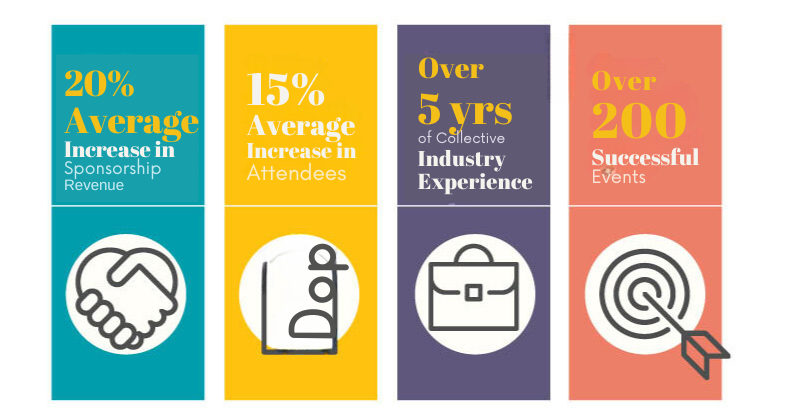 20%
Average
Increase in
Sponsorship
Revenue
15%
Average
Increase in
Attendees
Over
5 yrs
of Collective
Industry
Experience
Over
200
Successful
Events
Dop